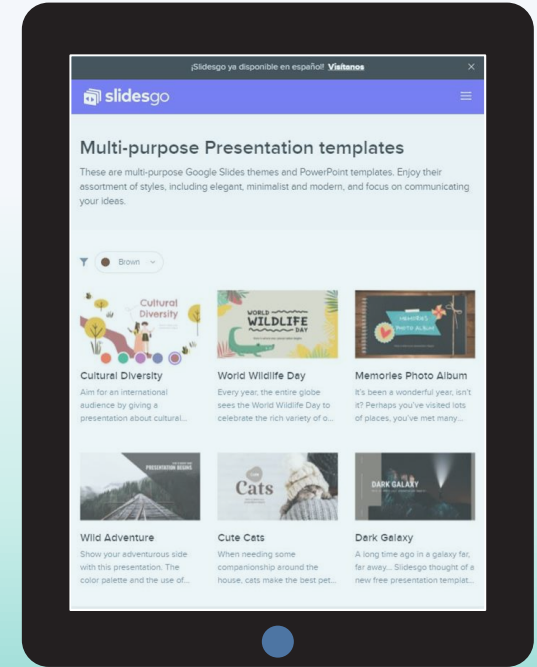 ¡Slidesgo ya disponible en español! Visítanos
slidesgo
Multi-purpose Presentation templates
These are multi-purpose Google Slides themes and PowerPoint templates. Enjoy their
assortment of styles, including elegant, minimalist and modern, and focus on communicating
your ideas.
Brown
Cultural
Diversity
Cultural Diversity
Aim for an international
audience by giving a
presentation about cultural...
WORLD
WILDLIFE
DAY
World Wildlife Day
Every year, the entire globe
sees the World Wildlife Day to
celebrate the rich variety of o...
MEMORIES
PHOTO ALBUM
Memories Photo Album
It's been a wonderful year, isn't
it? Perhaps you've visited lots
of places, you've met many...
PRESENTATION BEGINS
Wild Adventure
Show your adventurous side
with this presentation. The
color palette and the use of...
Cats
Cute Cats
When needing some
companionship around the
house, cats make the best pet...
DARK GALAXY
Dark Galaxy
A long time ago in a galaxy far,
far away... Slidesgo thought of a
new free presentation templat...